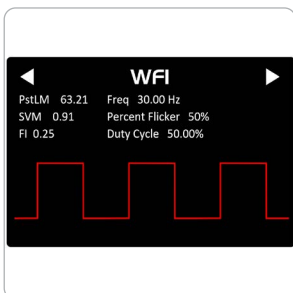 WFI
PstLM 63.21 Freq 30.00 Hz
SVM 0.91 Percent Flicker 50%
FI 0.25 Duty Cycle 50.00%